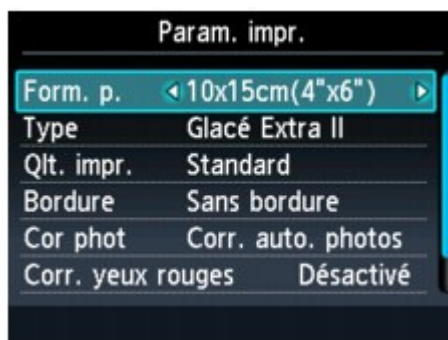 Param. impr.
Form. p. 10x15cm(4"x6")
Type Glacé Extra II
Qlt. impr. Standard
Bordure Sans bordure
Cor phot Corr. auto. photos
Corr. yeux rouges Désactivé